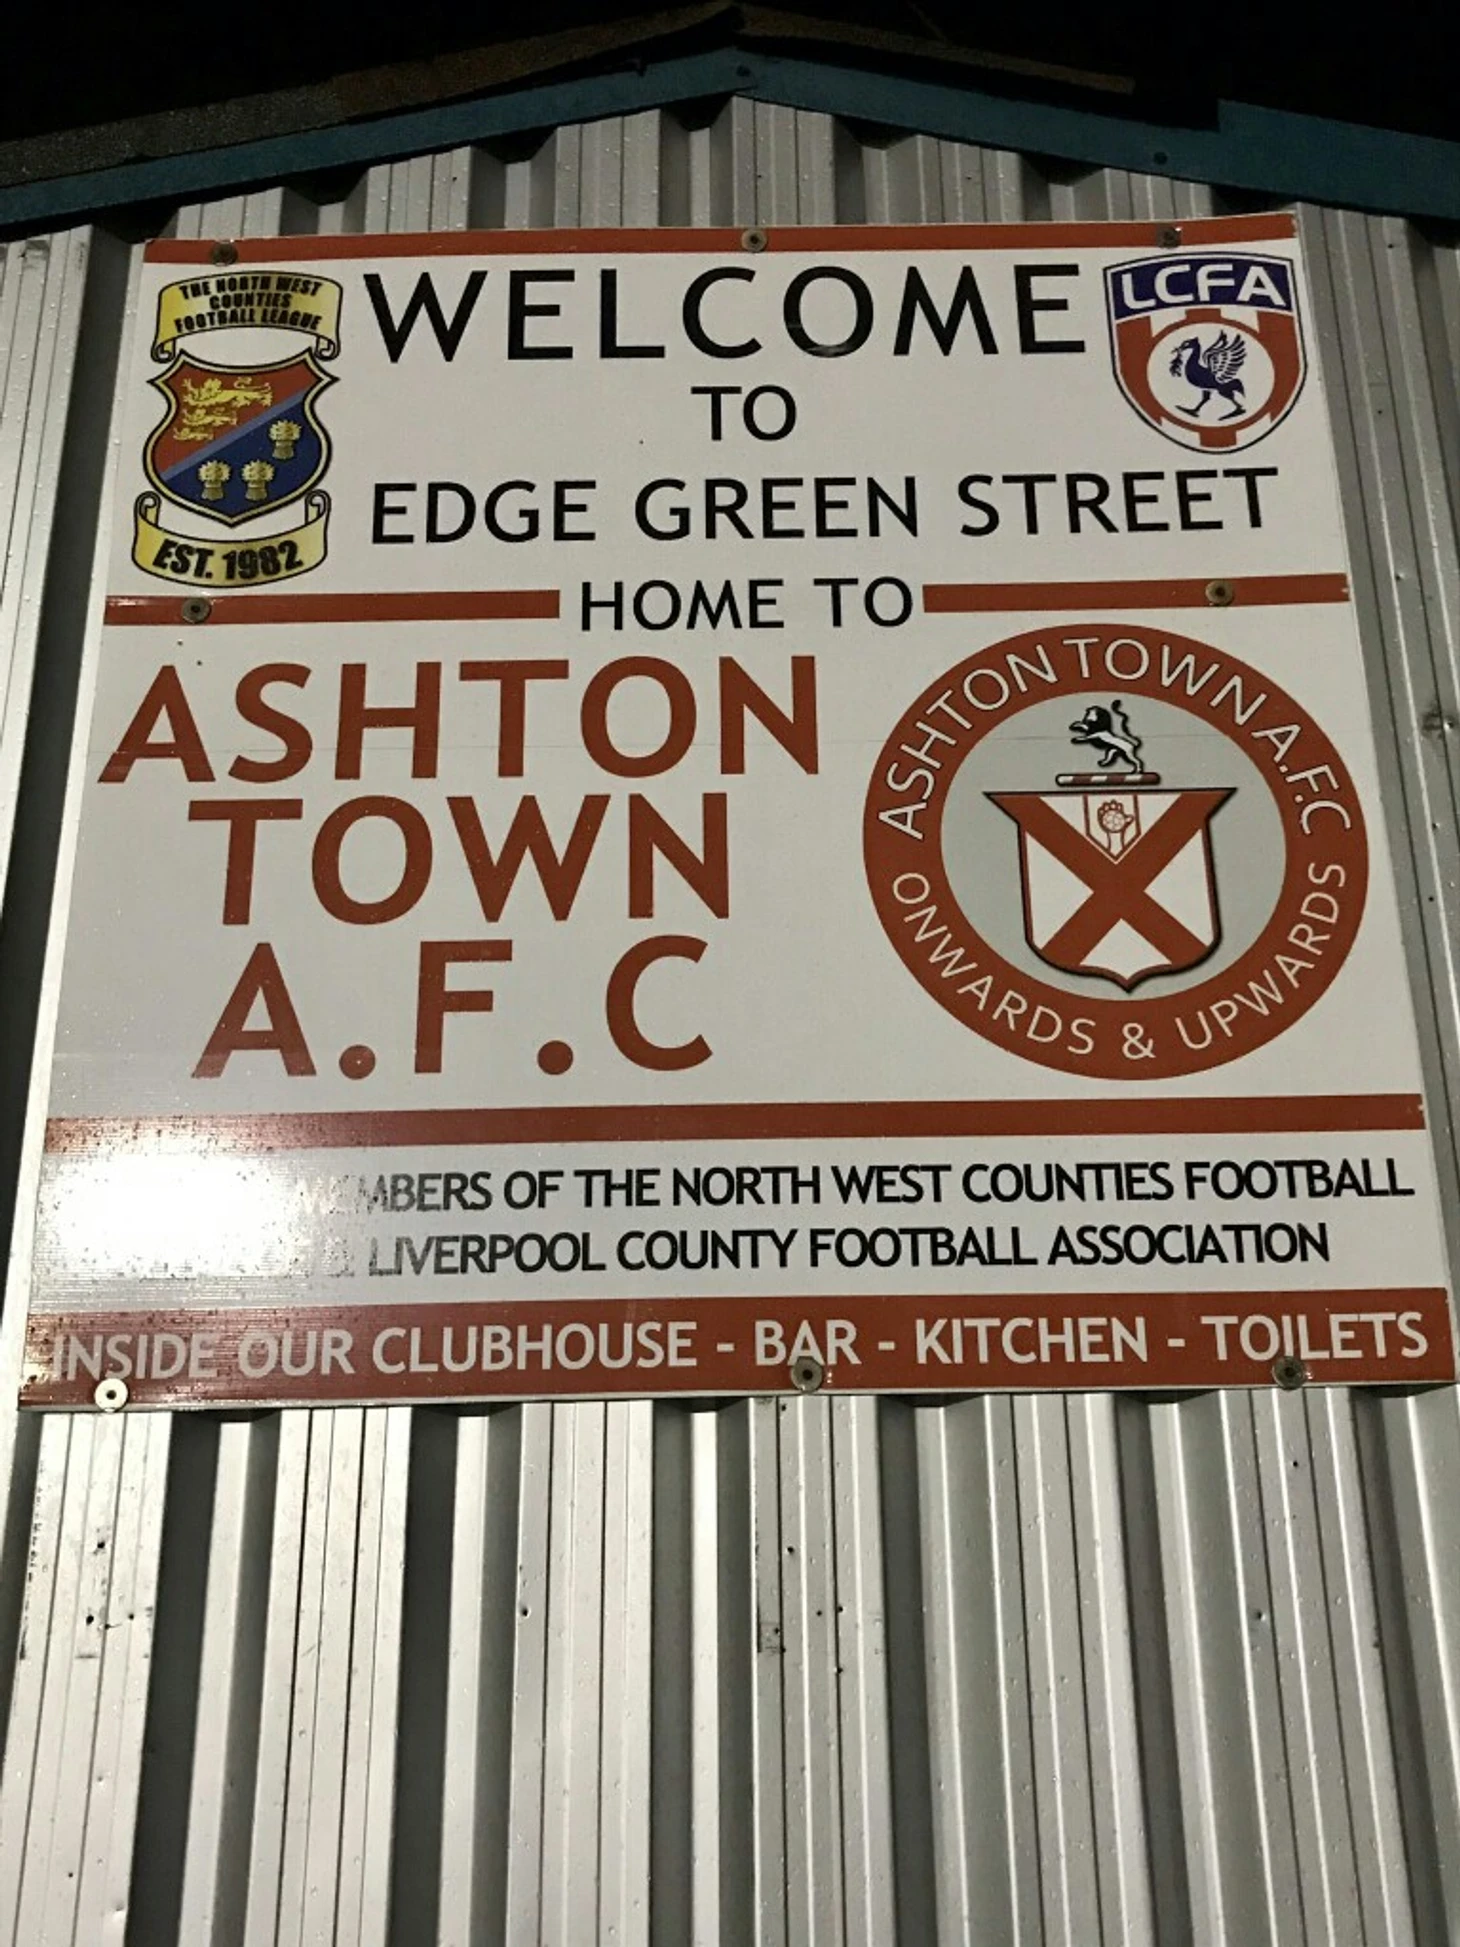 THE NORTH WEST
COUNTIES
FOOTBALL LEAGUE
EST. 1982
WELCOME
LCFA
TO
EDGE GREEN STREET
HOME TO
ASHTON
TOWN
A.F.C
ASHTON TOWN A.F.C
ONWARDS & UPWARDS
MEMBERS OF THE NORTH WEST COUNTIES FOOTBALL
LIVERPOOL COUNTY FOOTBALL ASSOCIATION
INSIDE OUR CLUBHOUSE - BAR - KITCHEN - TOILETS